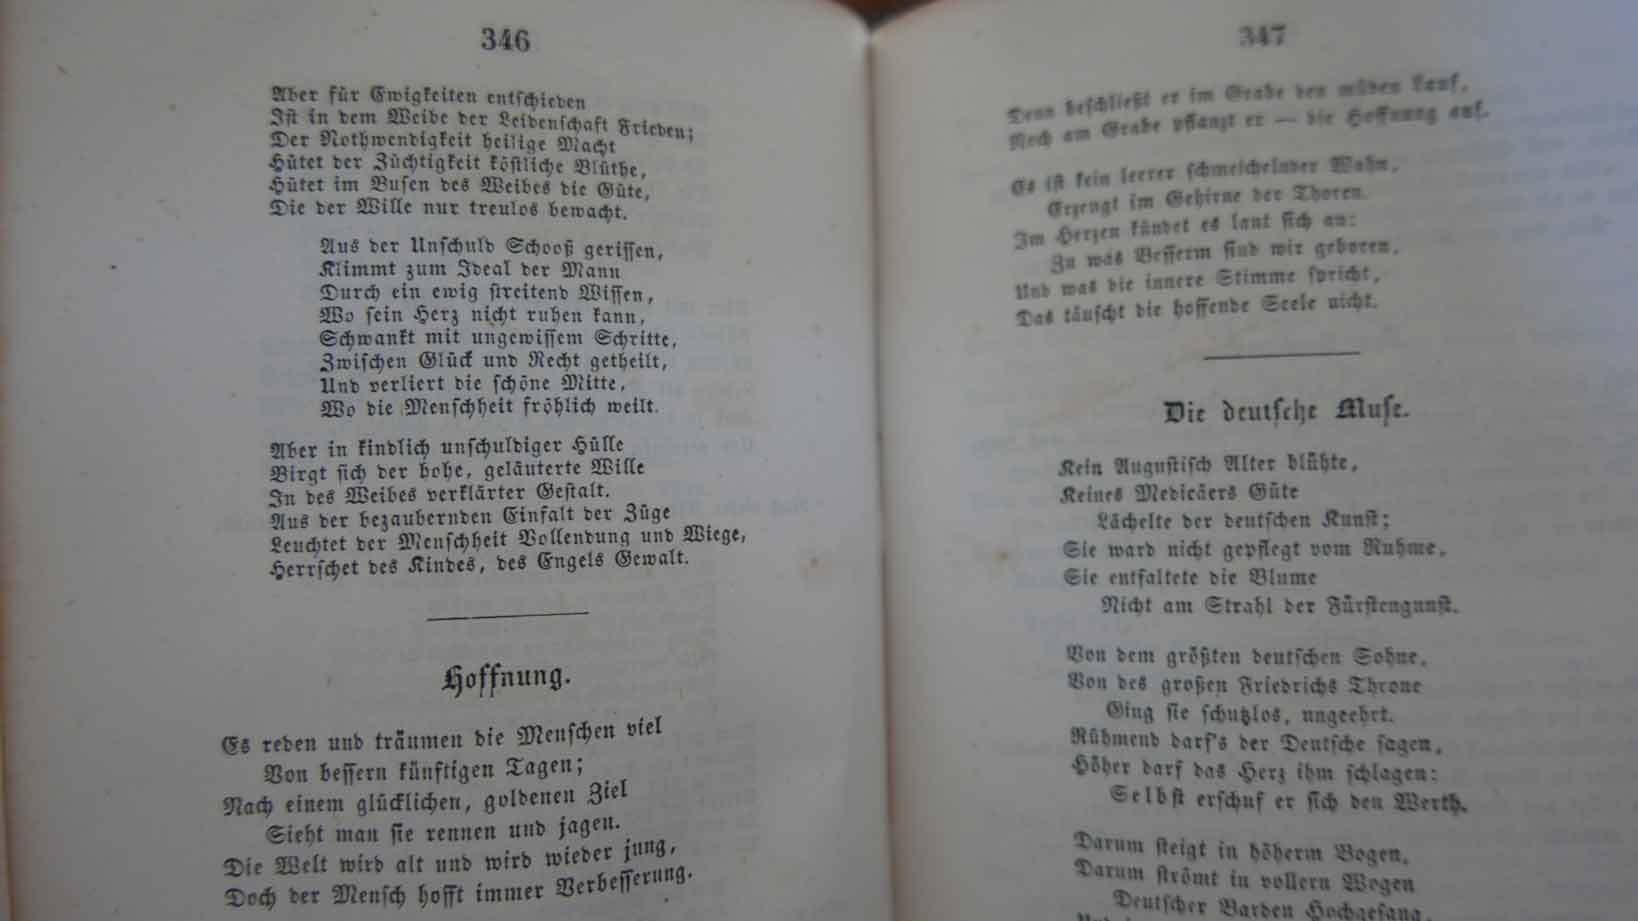 346
Aber für Ewigkeiten entschieden
Ist in dem Weibe der Leidenschaft Frieden;
Der Nothwendigkeit heilige Macht
Hütet der Züchtigkeit köstliche Blüthe,
Hütet im Busen des Weibes die Güte,
Die der Wille nur treulos bewacht.
Aus der Unschuld Schooß gerissen,
Klimmt zum Ideal der Mann
Durch ein ewig streitend Wissen,
Wo sein Herz nicht ruhen kann,
Schwankt mit ungewissem Schritte,
Zwischen Glück und Recht getheilt,
Und verliert die schöne Mitte,
Wo die Menschheit fröhlich weilt.
Aber in kindlich unschuldiger Hülle
Birgt sich der hohe, geläuterte Wille
In des Weibes verklärter Gestalt.
Aus der bezaubernden Einfalt der Züge
Leuchtet der Menschheit Vollendung und Wiege,
Herrschet des Kindes, des Engels Gewalt.
Hoffnung.
Es reden und träumen die Menschen viel
Von bessern künftigen Tagen;
Nach einem glücklichen, goldenen Ziel
Sieht man sie rennen und jagen.
Die Welt wird alt und wird wieder jung,
Doch der Mensch hofft immer Verbesserung.
347
Denn beschließt er im Grabe den müden Lauf,
Noch am Grabe pflanzt er — die Hoffnung auf.
Es ist kein leerer schmeichelnder Wahn,
Erzeugt im Gehirne der Thoren.
Im Herzen kündet es laut sich an:
Zu was Besserm sind wir geboren,
Und was die innere Stimme spricht,
Das täuscht die hoffende Seele nicht.
Die deutsche Muse.
Kein Augustisch Alter blühte,
Keines Medicäers Güte
Lächelte der deutschen Kunst;
Sie ward nicht gepflegt vom Ruhme,
Sie entfaltete die Blume
Nicht am Strahl der Fürstengunst.
Von dem größten deutschen Sohne,
Von des großen Friedrichs Throne
Ging sie schutzlos, ungeehrt.
Rühmend darf's der Deutsche sagen,
Höher darf das Herz ihm schlagen:
Selbst erschuf er sich den Werth.
Darum steigt in höherm Bogen,
Darum strömt in vollern Wogen
Deutscher Barden Hochgesang,